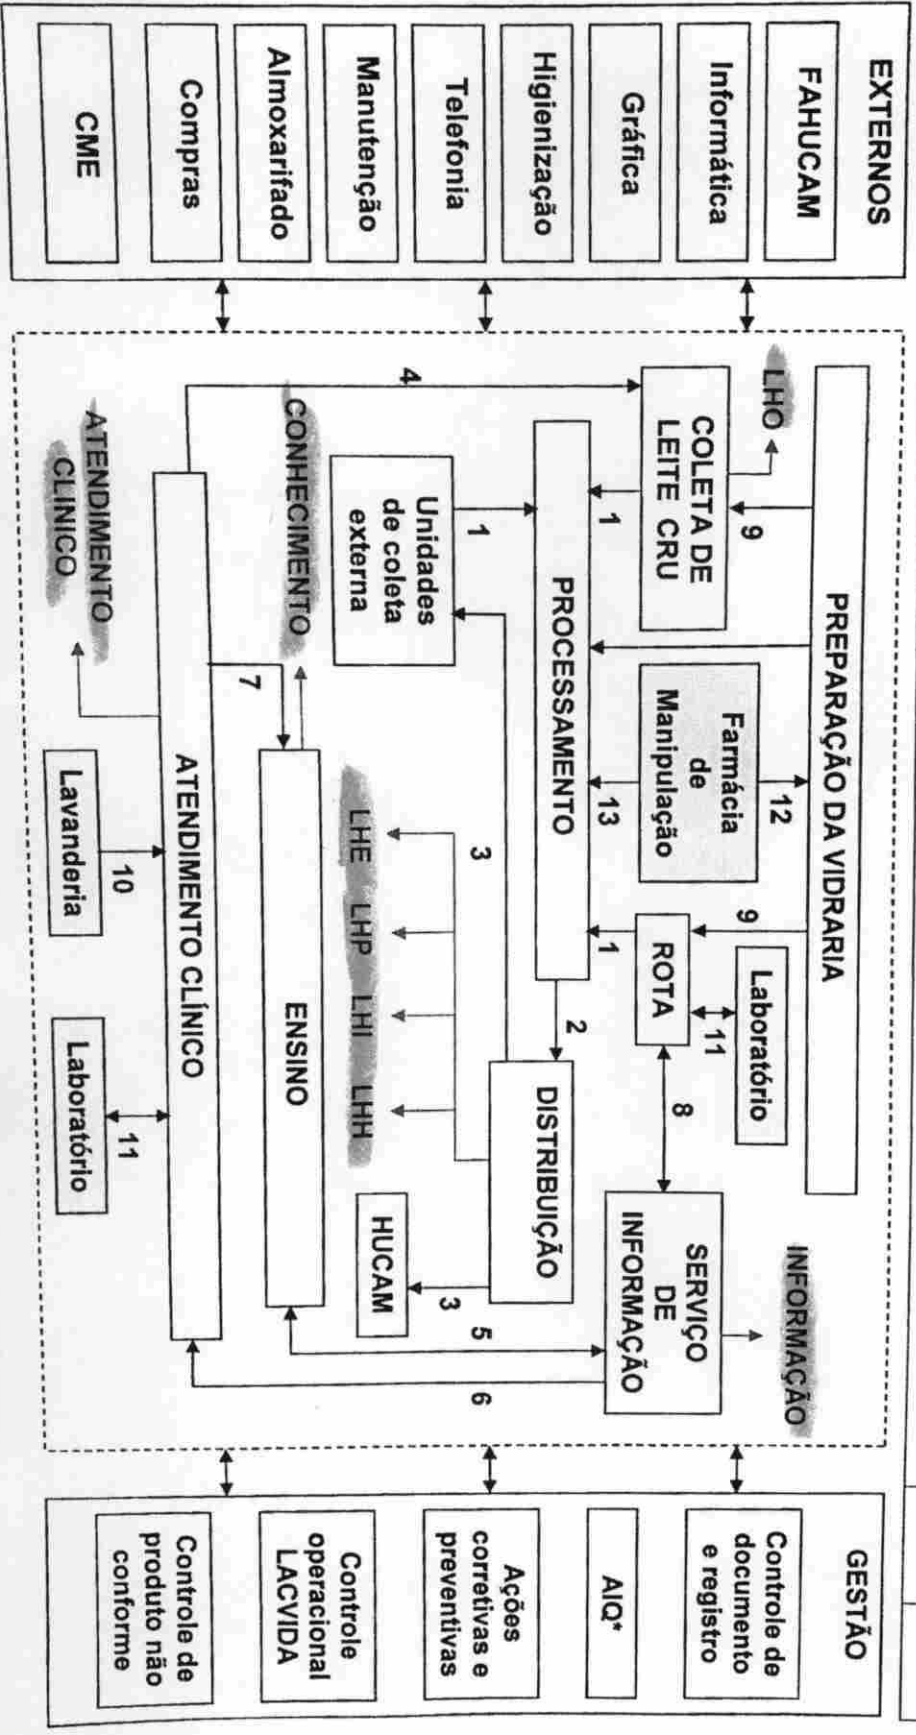 EXTERNOS
FAHUCAM
Informática
Gráfica
Higienização
Telefonia
Manutenção
Almoxarifado
Compras
CME
PREPARAÇÃO DA VIDRARIA
LHO
9
12
9
Laboratório
INFORMAÇÃO
COLETA DE
LEITE CRU
Farmácia
de
Manipulação
ROTA
11
8
SERVIÇO
DE
INFORMAÇÃO
4
1
13
1
PROCESSAMENTO
2
DISTRIBUIÇÃO
1
Unidades
de coleta
externa
3
3
5
6
HUCAM
LHE LHP LHI LHH
CONHECIMENTO
7
ENSINO
ATENDIMENTO CLÍNICO
ATENDIMENTO
CLÍNICO
10
11
Lavanderia
Laboratório
GESTÃO
Controle de
documento
e registro
AIQ*
Ações
corretivas e
preventivas
Controle
operacional
LACVIDA
Controle de
produto não
conforme